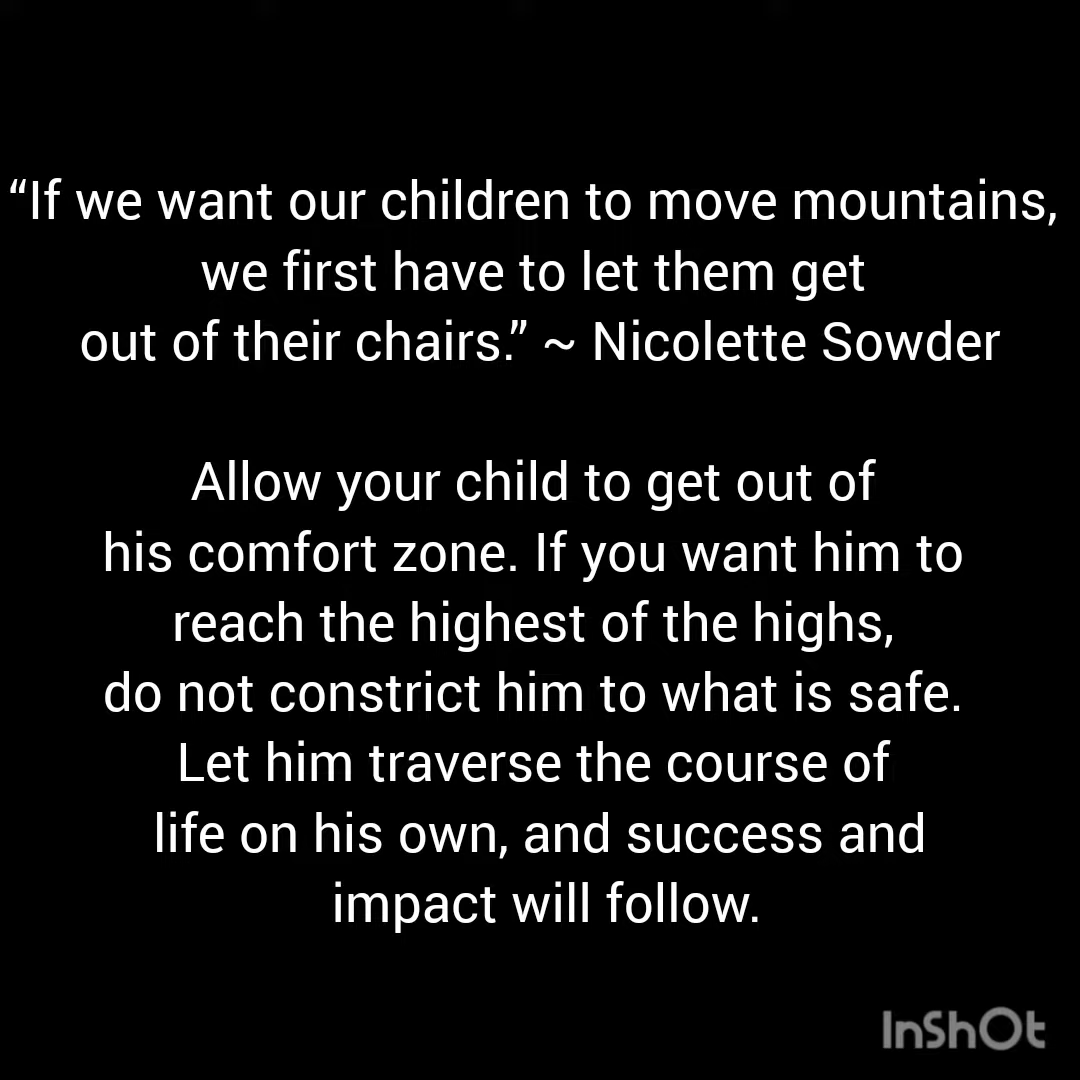 “If we want our children to move mountains,
we first have to let them get
out of their chairs.” ~ Nicolette Sowder
Allow your child to get out of
his comfort zone. If you want him to
reach the highest of the highs,
do not constrict him to what is safe.
Let him traverse the course of
life on his own, and success and
impact will follow.
InShOt